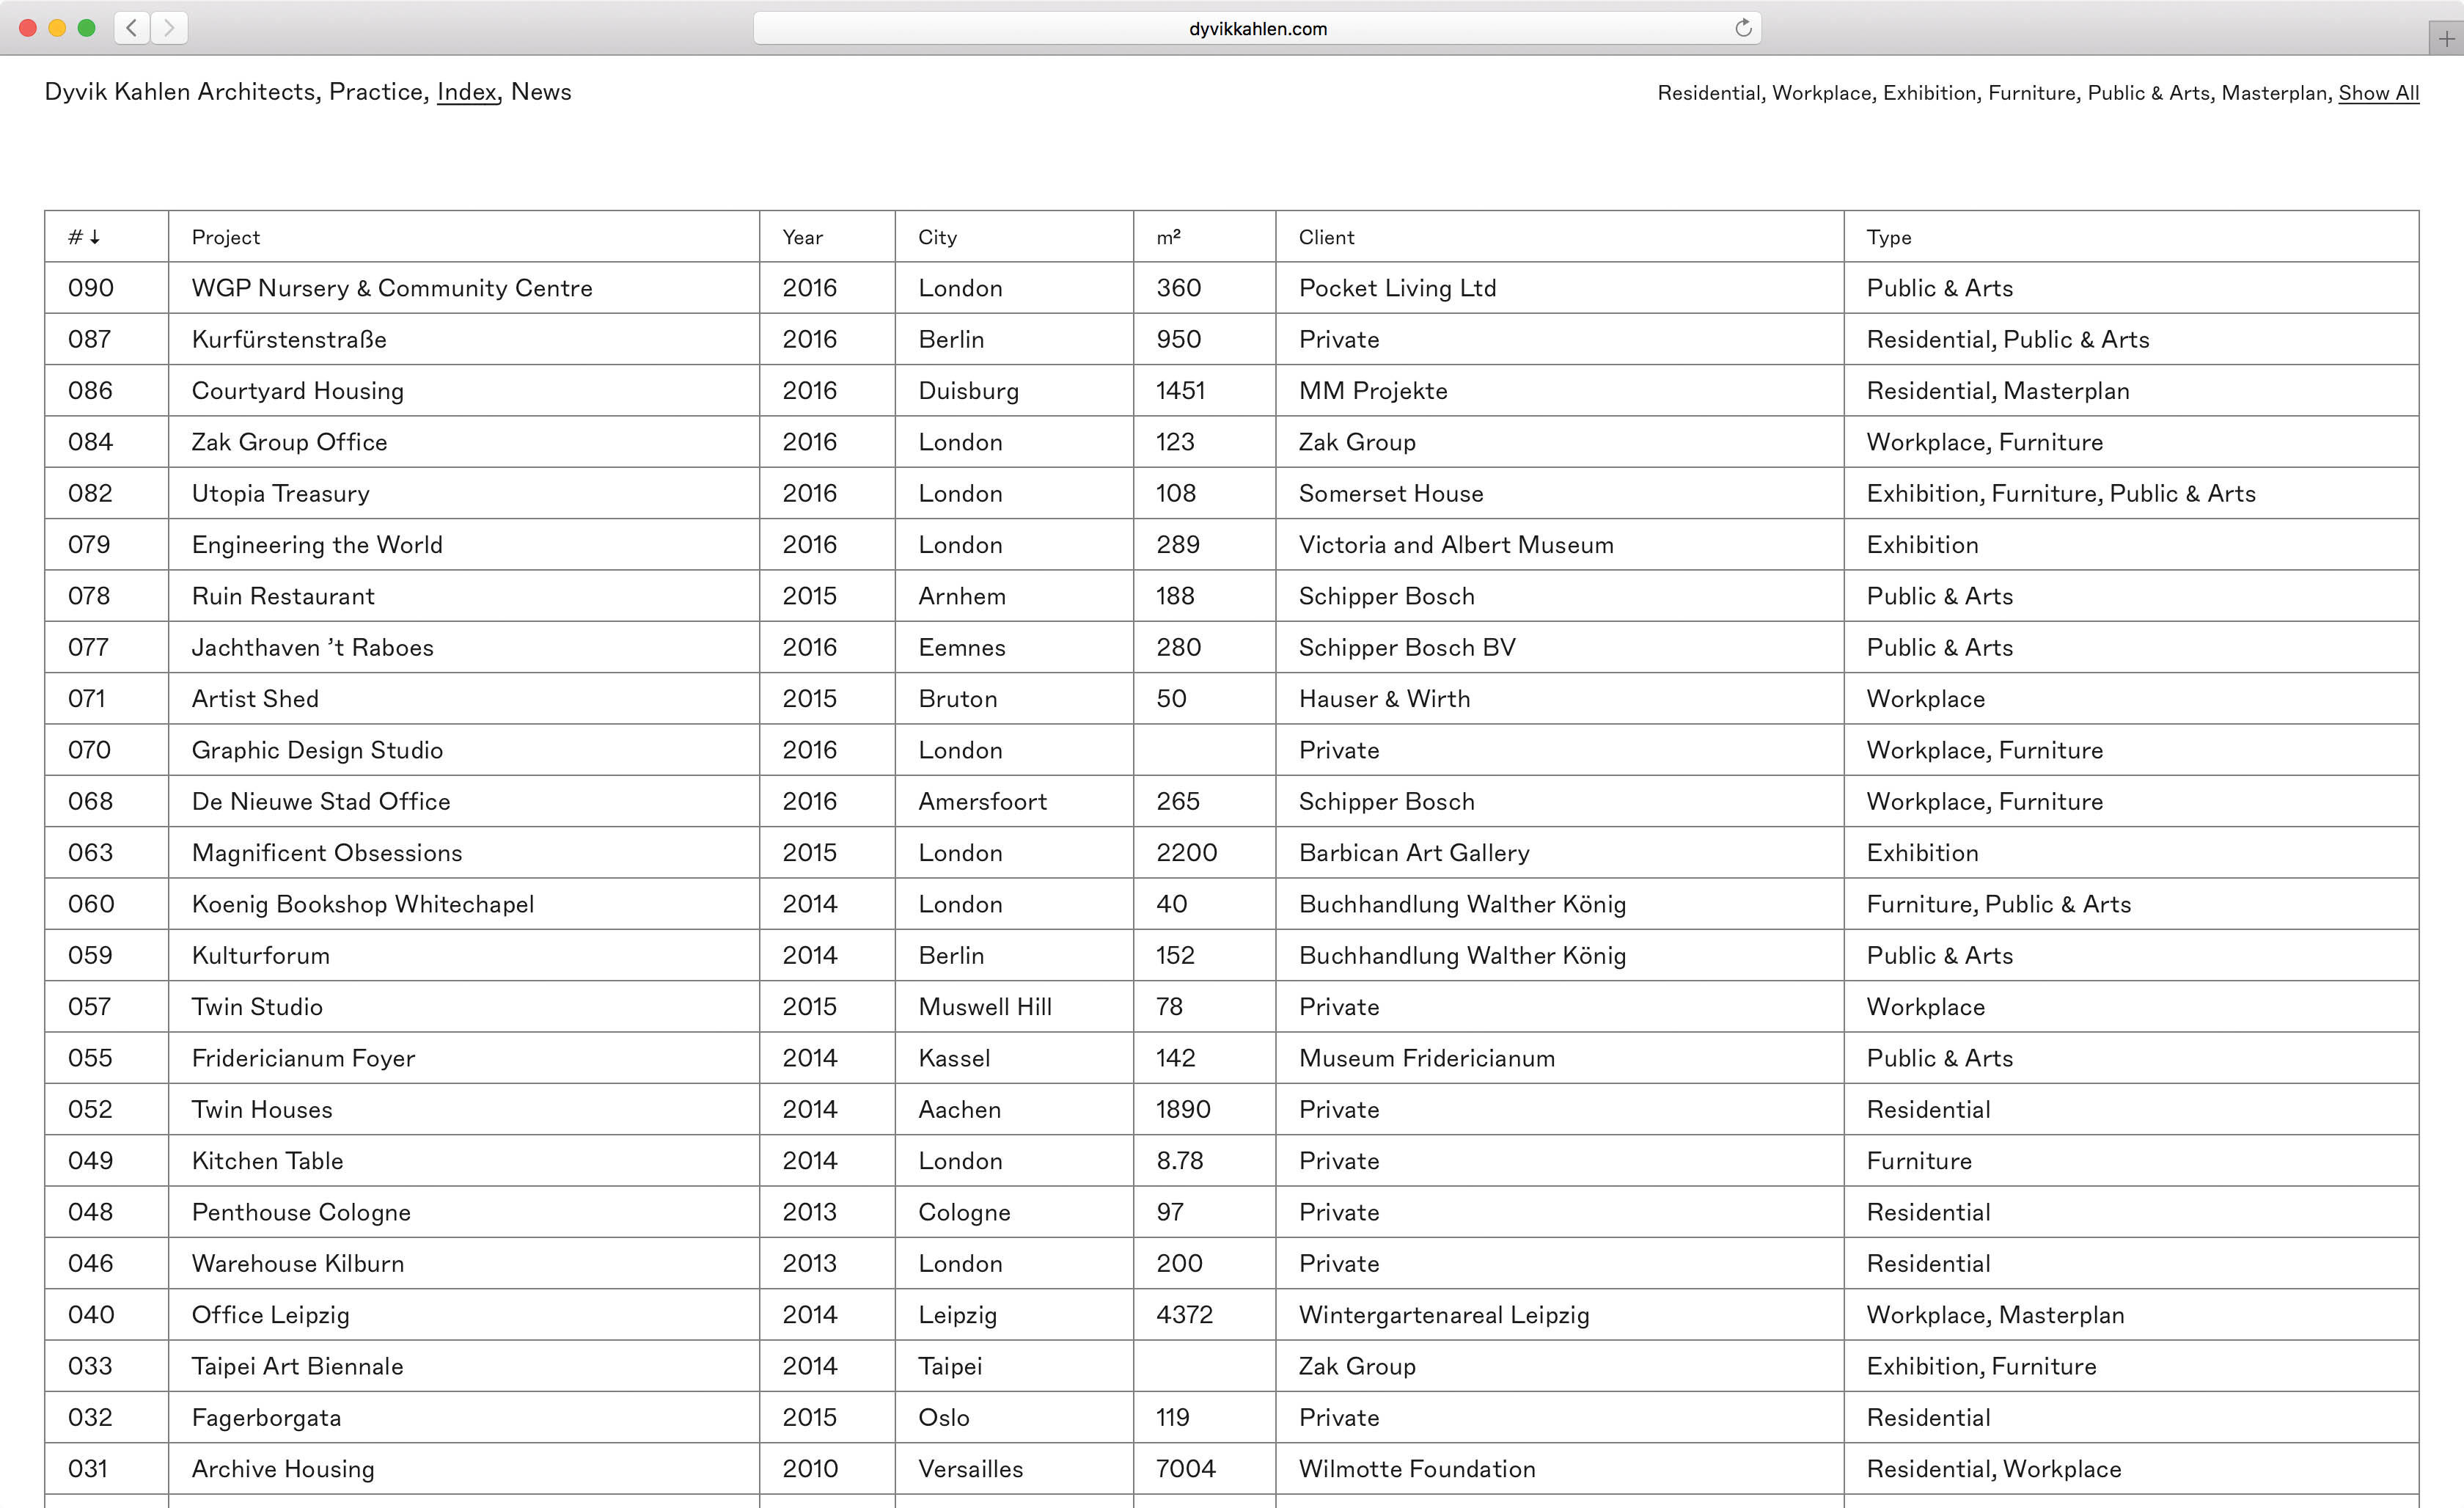 dyvikkahlen.com
Dyvik Kahlen Architects, Practice, Index, News
Residential, Workplace, Exhibition, Furniture, Public & Arts, Masterplan, Show All
# ↓ Project Year City m² Client Type
090 WGP Nursery & Community Centre 2016 London 360 Pocket Living Ltd Public & Arts
087 Kurfürstenstraße 2016 Berlin 950 Private Residential, Public & Arts
086 Courtyard Housing 2016 Duisburg 1451 MM Projekte Residential, Masterplan
084 Zak Group Office 2016 London 123 Zak Group Workplace, Furniture
082 Utopia Treasury 2016 London 108 Somerset House Exhibition, Furniture, Public & Arts
079 Engineering the World 2016 London 289 Victoria and Albert Museum Exhibition
078 Ruin Restaurant 2015 Arnhem 188 Schipper Bosch Public & Arts
077 Jachthaven ’t Raboes 2016 Eemnes 280 Schipper Bosch BV Public & Arts
071 Artist Shed 2015 Bruton 50 Hauser & Wirth Workplace
070 Graphic Design Studio 2016 London Private Workplace, Furniture
068 De Nieuwe Stad Office 2016 Amersfoort 265 Schipper Bosch Workplace, Furniture
063 Magnificent Obsessions 2015 London 2200 Barbican Art Gallery Exhibition
060 Koenig Bookshop Whitechapel 2014 London 40 Buchhandlung Walther König Furniture, Public & Arts
059 Kulturforum 2014 Berlin 152 Buchhandlung Walther König Public & Arts
057 Twin Studio 2015 Muswell Hill 78 Private Workplace
055 Fridericianum Foyer 2014 Kassel 142 Museum Fridericianum Public & Arts
052 Twin Houses 2014 Aachen 1890 Private Residential
049 Kitchen Table 2014 London 8.78 Private Furniture
048 Penthouse Cologne 2013 Cologne 97 Private Residential
046 Warehouse Kilburn 2013 London 200 Private Residential
040 Office Leipzig 2014 Leipzig 4372 Wintergartenareal Leipzig Workplace, Masterplan
033 Taipei Art Biennale 2014 Taipei Zak Group Exhibition, Furniture
032 Fagerborgata 2015 Oslo 119 Private Residential
031 Archive Housing 2010 Versailles 7004 Wilmotte Foundation Residential, Workplace